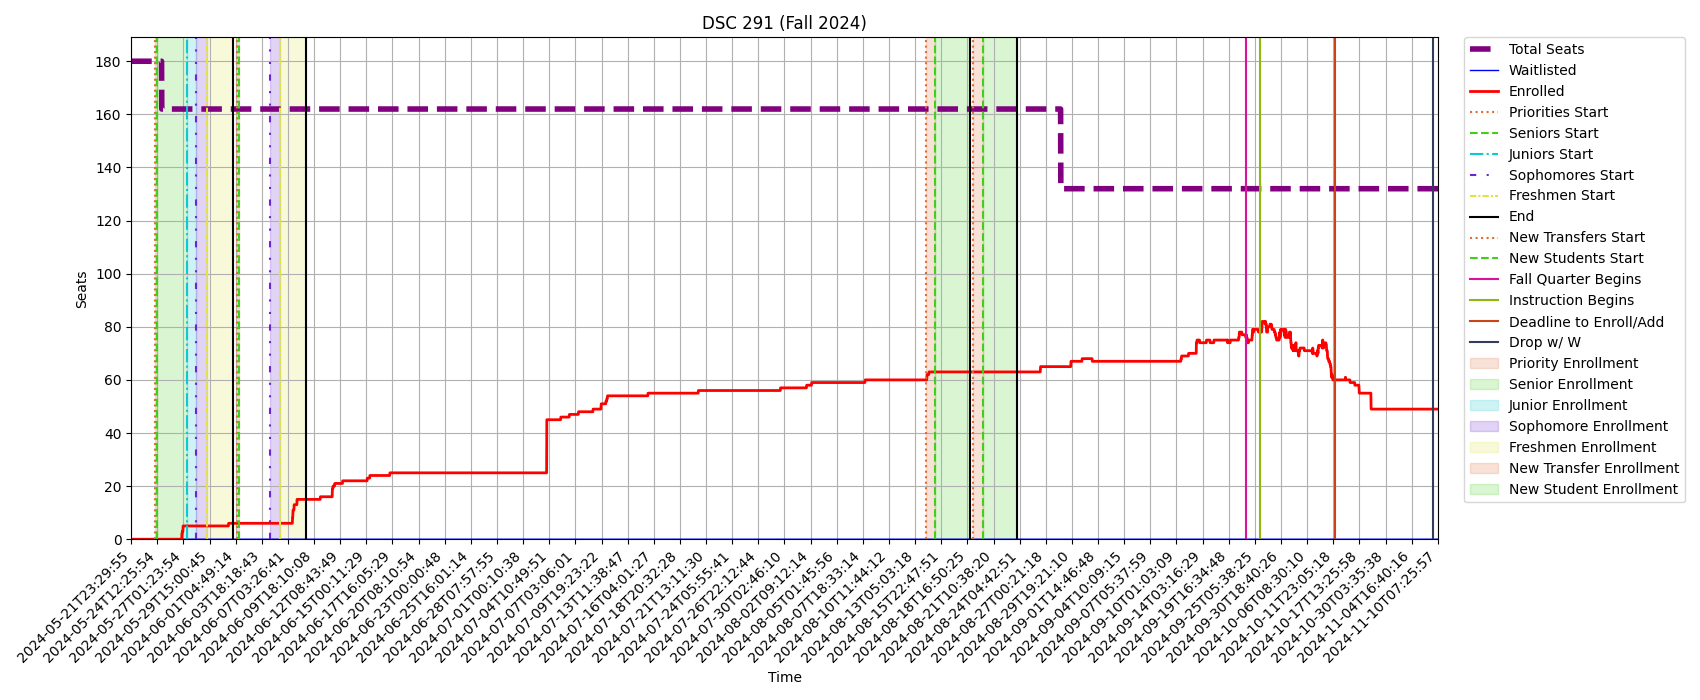 DSC 291 (Fall 2024)
Seats
180
160
140
120
100
80
60
40
20
0
2024-05-21T23:29:55
2024-05-24T12:25:54
2024-05-27T01:23:54
2024-05-29T15:00:45
2024-06-01T04:49:14
2024-06-03T18:18:43
2024-06-07T03:26:41
2024-06-09T18:10:08
2024-06-12T08:43:49
2024-06-15T00:11:29
2024-06-17T16:05:29
2024-06-20T08:10:54
2024-06-23T00:00:48
2024-06-25T16:01:14
2024-06-28T07:57:55
2024-07-01T00:10:38
2024-07-04T10:49:51
2024-07-07T03:06:01
2024-07-09T19:23:22
2024-07-13T11:38:47
2024-07-16T04:01:27
2024-07-18T20:32:28
2024-07-21T13:11:30
2024-07-24T05:55:41
2024-07-26T22:12:44
2024-07-30T02:46:10
2024-08-02T19:12:14
2024-08-05T01:45:56
2024-08-07T18:33:14
2024-08-10T11:44:12
2024-08-13T05:03:18
2024-08-15T22:47:51
2024-08-18T16:50:25
2024-08-21T10:38:20
2024-08-24T04:42:51
2024-08-27T00:21:18
2024-08-29T19:21:10
2024-09-01T14:46:48
2024-09-04T10:09:15
2024-09-07T05:37:59
2024-09-10T01:03:09
2024-09-14T03:16:29
2024-09-19T16:34:48
2024-09-25T05:38:25
2024-09-30T18:40:26
2024-10-06T08:30:10
2024-10-11T23:05:18
2024-10-17T13:25:58
2024-10-30T03:35:38
2024-11-04T16:40:16
2024-11-10T07:25:57
Time
Total Seats
Waitlisted
Enrolled
Priorities Start
Seniors Start
Juniors Start
Sophomores Start
Freshmen Start
End
New Transfers Start
New Students Start
Fall Quarter Begins
Instruction Begins
Deadline to Enroll/Add
Drop w/ W
Priority Enrollment
Senior Enrollment
Junior Enrollment
Sophomore Enrollment
Freshmen Enrollment
New Transfer Enrollment
New Student Enrollment